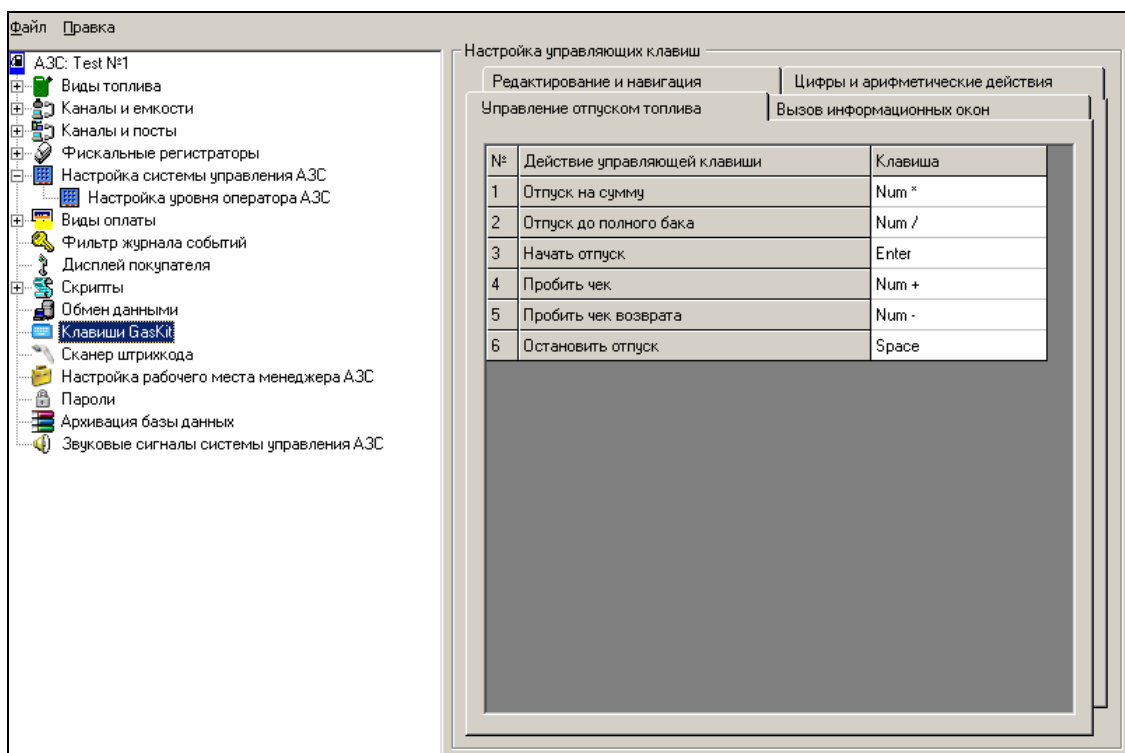 Файл Правка
АЗС: Test №1
Виды топлива
Каналы и емкости
Каналы и посты
Фискальные регистраторы
Настройка системы управления АЗС
Настройка уровня оператора АЗС
Виды оплаты
Фильтр журнала событий
Дисплей покупателя
Скрипты
Обмен данными
Клавиши GasKit
Сканер штрихкода
Настройка рабочего места менеджера АЗС
Пароли
Архивация базы данных
Звуковые сигналы системы управления АЗС
Настройка управляющих клавиш
Редактирование и навигация Цифры и арифметические действия
Управление отпуском топлива Вызов информационных окон
№ Действие управляющей клавиши Клавиша
1 Отпуск на сумму Num *
2 Отпуск до полного бака Num /
3 Начать отпуск Enter
4 Пробить чек Num +
5 Пробить чек возврата Num -
6 Остановить отпуск Space